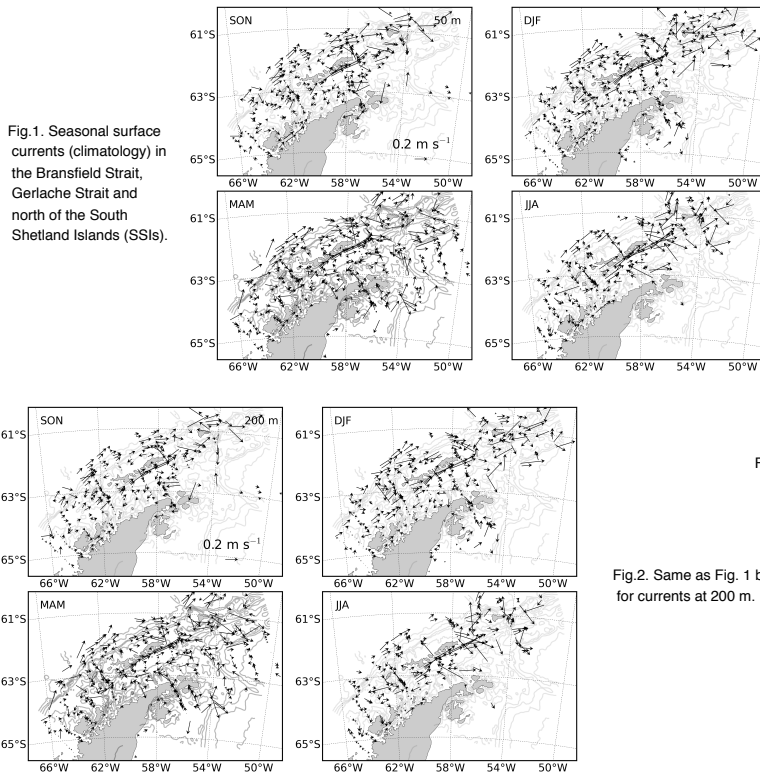 Fig.1. Seasonal surface
currents (climatology) in
the Bransfield Strait,
Gerlache Strait and
north of the South
Shetland Islands (SSIs).
SON 50 m
61°S
63°S
65°S
0.2 m s⁻¹
66°W 62°W 58°W 54°W 50°W
DJF
61°S
63°S
65°S
66°W 62°W 58°W 54°W 50°W
MAM
61°S
63°S
65°S
66°W 62°W 58°W 54°W 50°W
JJA
61°S
63°S
65°S
66°W 62°W 58°W 54°W 50°W
SON 200 m
61°S
63°S
65°S
0.2 m s⁻¹
66°W 62°W 58°W 54°W 50°W
DJF
61°S
63°S
65°S
66°W 62°W 58°W 54°W 50°W
MAM
61°S
63°S
65°S
66°W 62°W 58°W 54°W 50°W
JJA
61°S
63°S
65°S
66°W 62°W 58°W 54°W 50°W
F
Fig.2. Same as Fig. 1 b
for currents at 200 m.